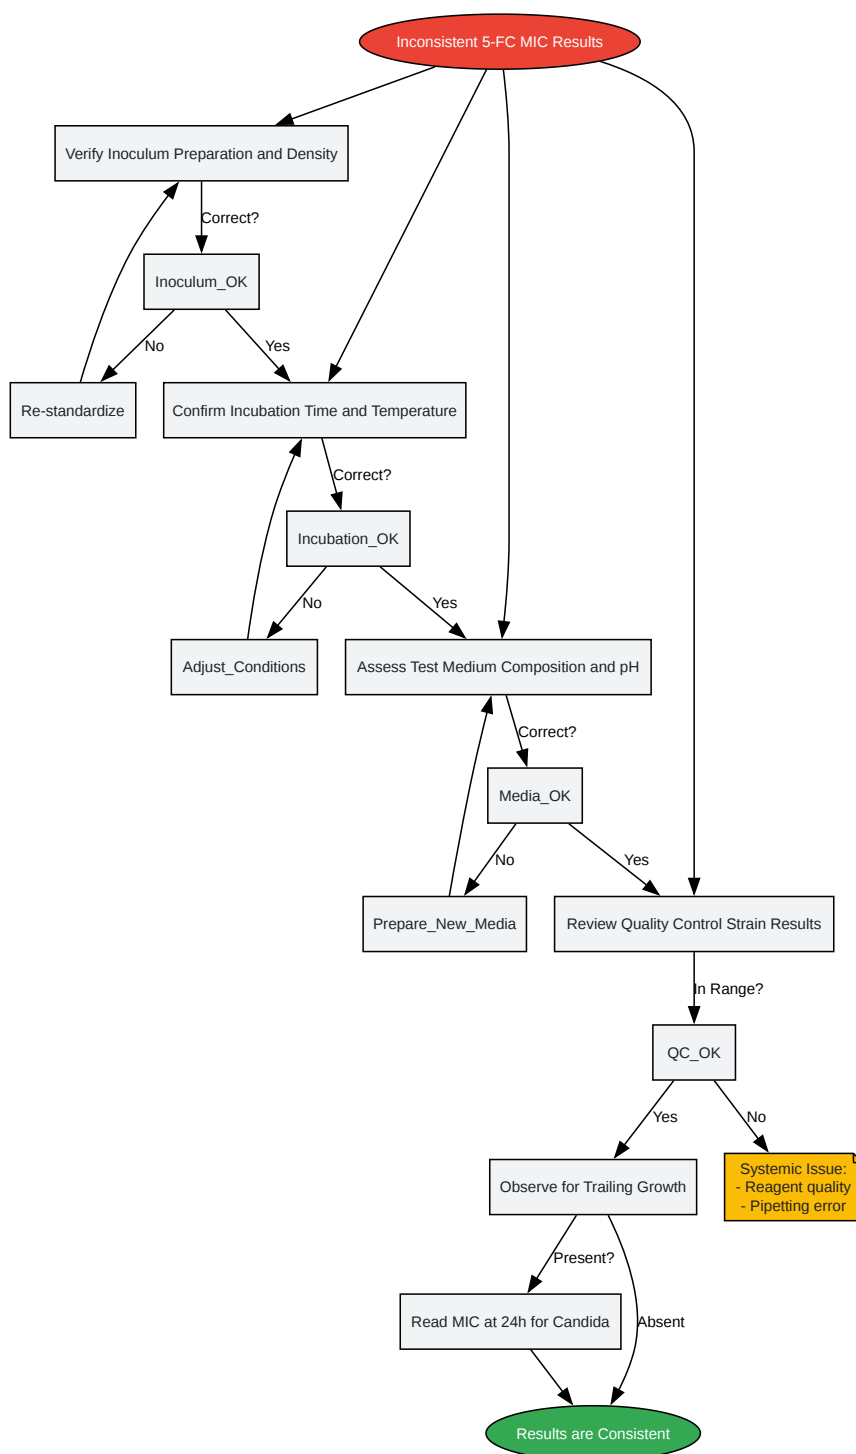 Inconsistent 5-FC MIC Results
Verify Inoculum Preparation and Density
Correct?
Inoculum_OK
No
Yes
Re-standardize
Confirm Incubation Time and Temperature
Correct?
Incubation_OK
No
Yes
Adjust_Conditions
Assess Test Medium Composition and pH
Correct?
Media_OK
No
Yes
Prepare_New_Media
Review Quality Control Strain Results
In Range?
QC_OK
Yes
No
Observe for Trailing Growth
Systemic Issue:
- Reagent quality
- Pipetting error
Present?
Read MIC at 24h for Candida
Absent
Results are Consistent